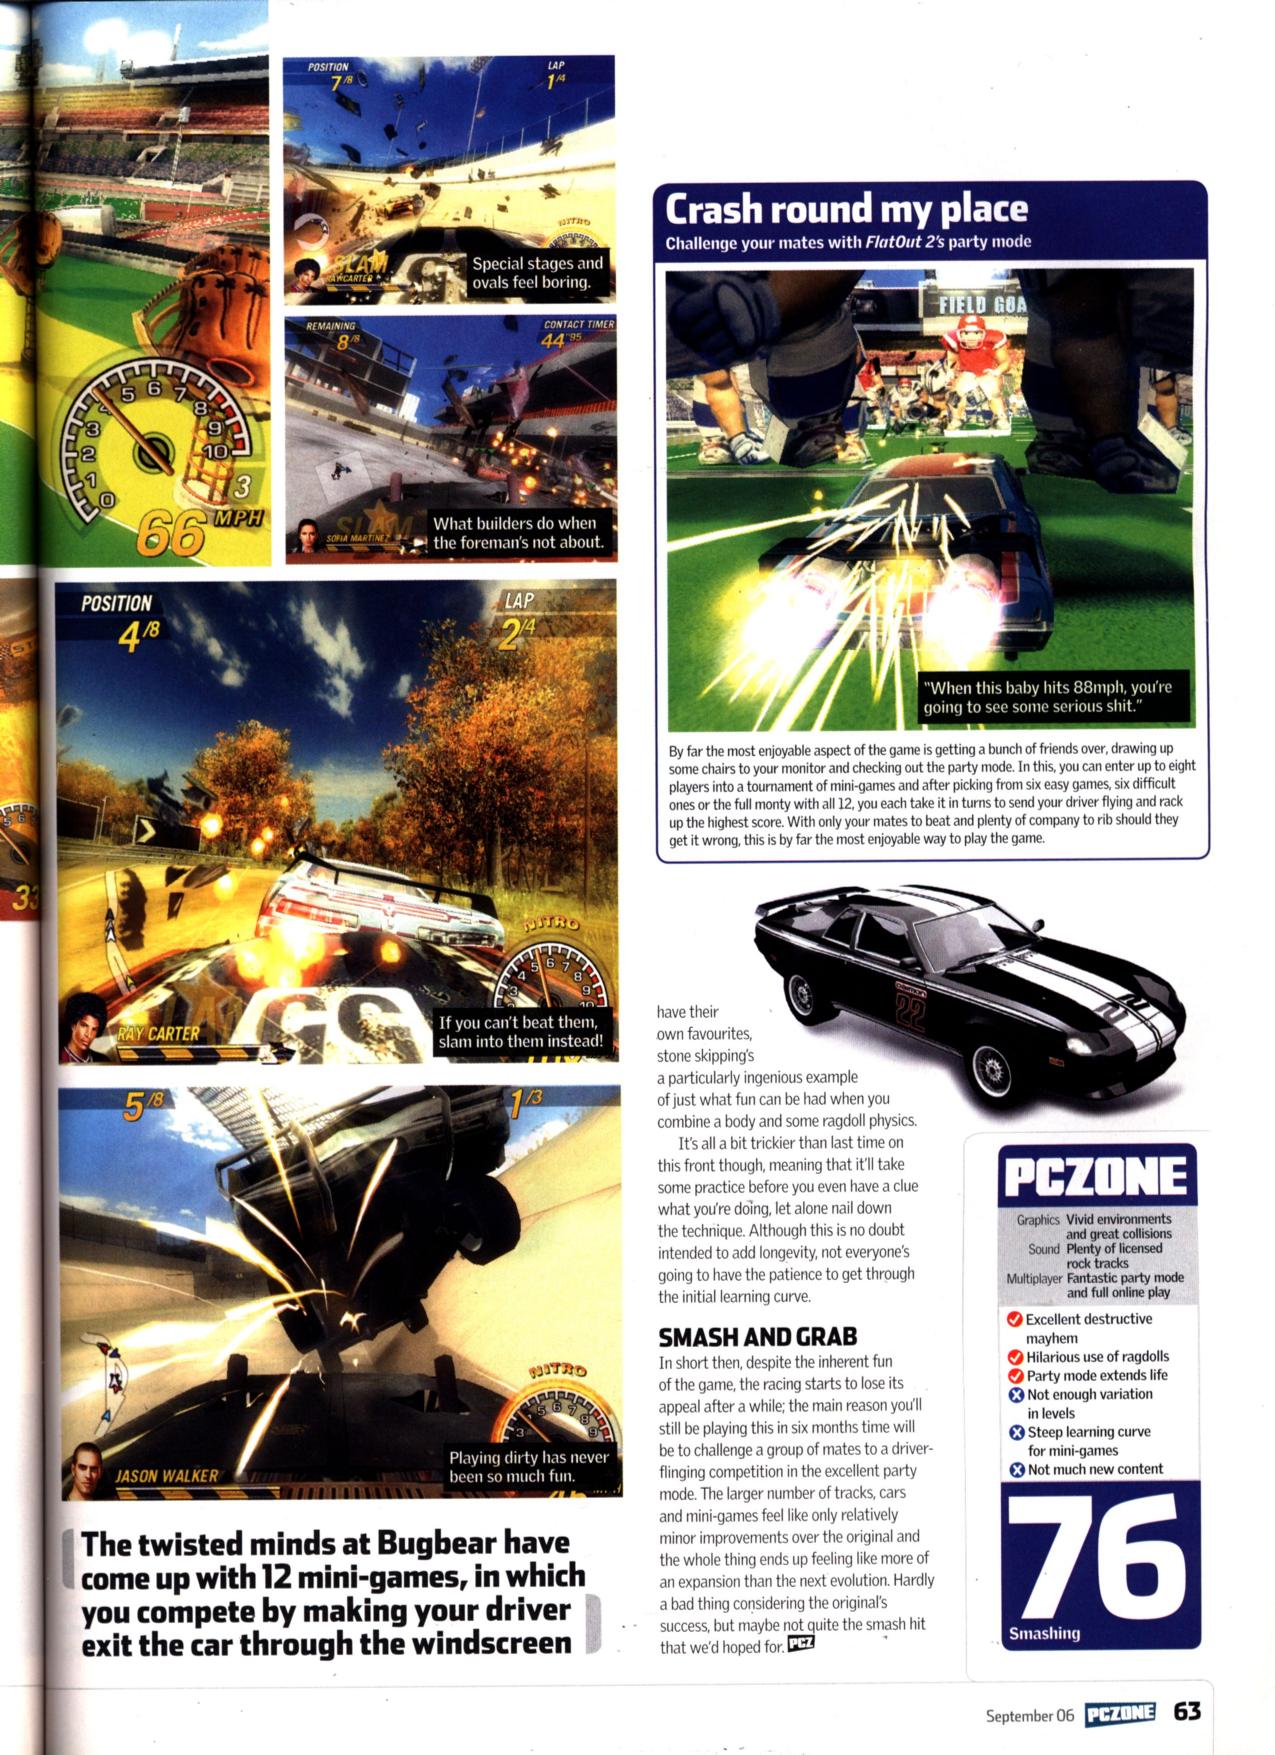 5 6 7
4 8
3 9
2 10
1 3
0
66 MPH
33
POSITION
7/8
LAP
1/4
NITRO
SLAM
RAY CARTER
Special stages and
ovals feel boring.
REMAINING
8/8
CONTACT TIMER
44"95
SLAM
SOFIA MARTINEZ
What builders do when
the foreman's not about.
POSITION
4/8
LAP
2/4
NITRO
RAY CARTER
If you can't beat them,
slam into them instead!
5/8
1/3
NITRO
JASON WALKER
Playing dirty has never
been so much fun.
The twisted minds at Bugbear have
come up with 12 mini-games, in which
you compete by making your driver
exit the car through the windscreen
Crash round my place
Challenge your mates with FlatOut 2's party mode
FIELD GOA
"When this baby hits 88mph, you're
going to see some serious shit."
By far the most enjoyable aspect of the game is getting a bunch of friends over, drawing up
some chairs to your monitor and checking out the party mode. In this, you can enter up to eight
players into a tournament of mini-games and after picking from six easy games, six difficult
ones or the full monty with all 12, you each take it in turns to send your driver flying and rack
up the highest score. With only your mates to beat and plenty of company to rib should they
get it wrong, this is by far the most enjoyable way to play the game.
22
22
have their
own favourites,
stone skipping's
a particularly ingenious example
of just what fun can be had when you
combine a body and some ragdoll physics.
It's all a bit trickier than last time on
this front though, meaning that it'll take
some practice before you even have a clue
what you're doing, let alone nail down
the technique. Although this is no doubt
intended to add longevity, not everyone's
going to have the patience to get through
the initial learning curve.
SMASH AND GRAB
In short then, despite the inherent fun
of the game, the racing starts to lose its
appeal after a while; the main reason you'll
still be playing this in six months time will
be to challenge a group of mates to a driver-
flinging competition in the excellent party
mode. The larger number of tracks, cars
and mini-games feel like only relatively
minor improvements over the original and
the whole thing ends up feeling like more of
an expansion than the next evolution. Hardly
a bad thing considering the original's
success, but maybe not quite the smash hit
that we'd hoped for. PCZ
PCZONE
Graphics Vivid environments
and great collisions
Sound Plenty of licensed
rock tracks
Multiplayer Fantastic party mode
and full online play
Excellent destructive
mayhem
Hilarious use of ragdolls
Party mode extends life
Not enough variation
in levels
Steep learning curve
for mini-games
Not much new content
76
Smashing
September 06 PCZONE 63